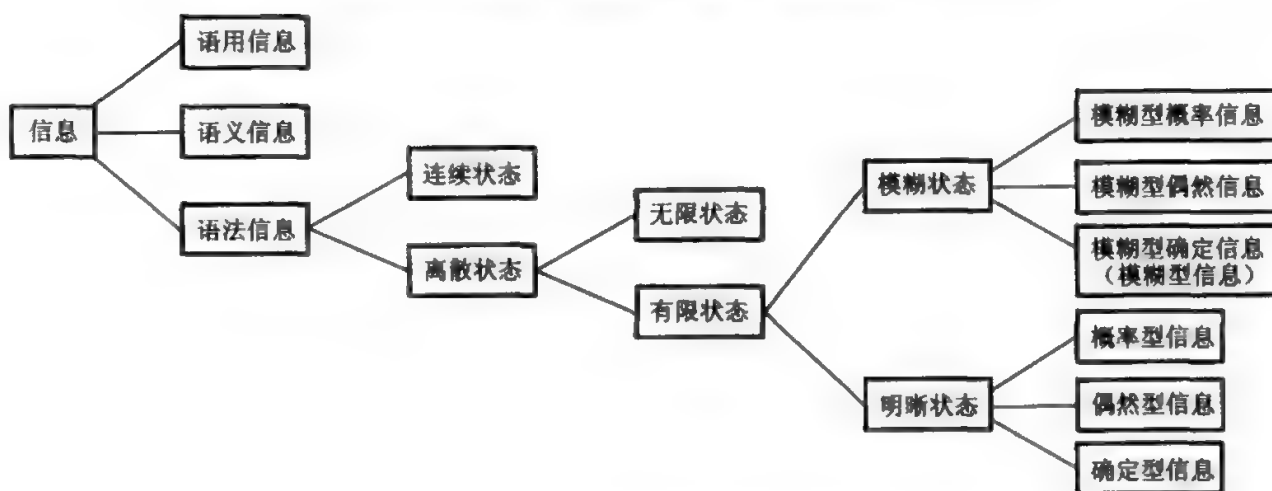 信息
语用信息
语义信息
语法信息
连续状态
离散状态
无限状态
有限状态
模糊状态
明晰状态
模糊型概率信息
模糊型偶然信息
模糊型确定信息
（模糊型信息）
概率型信息
偶然型信息
确定型信息